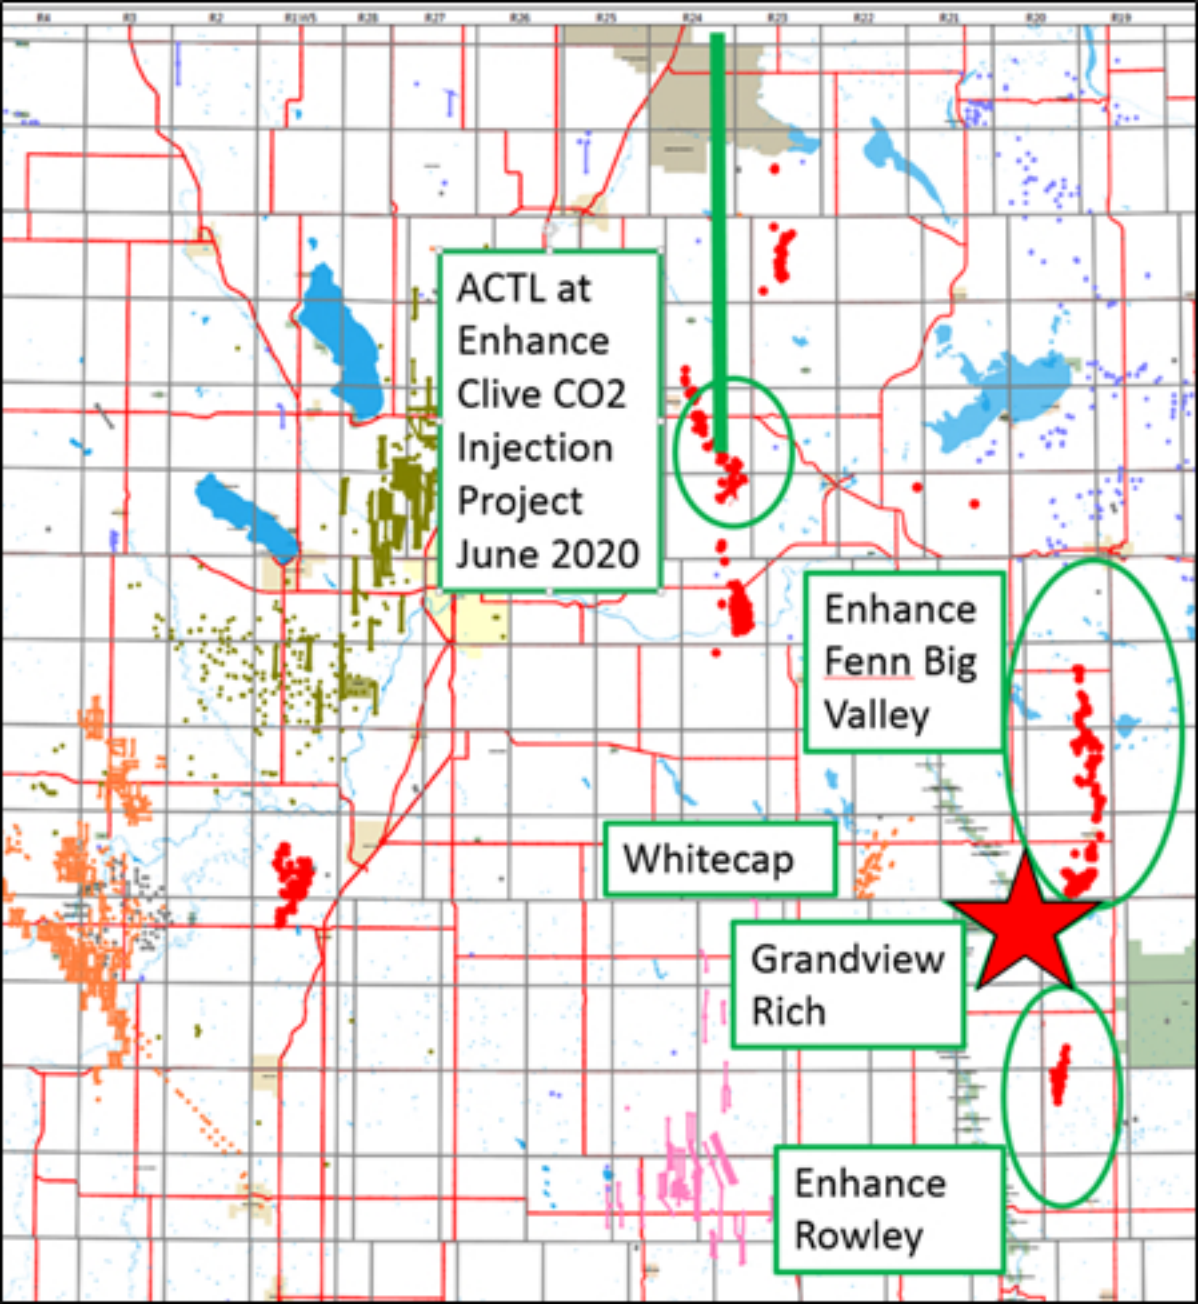 R4 R3 R2 R1W5 R28 R27 R26 R25 R24 R23 R22 R21 R20 R19
ACTL at
Enhance
Clive CO2
Injection
Project
June 2020
Enhance
Fenn Big
Valley
Whitecap
Grandview
Rich
Enhance
Rowley